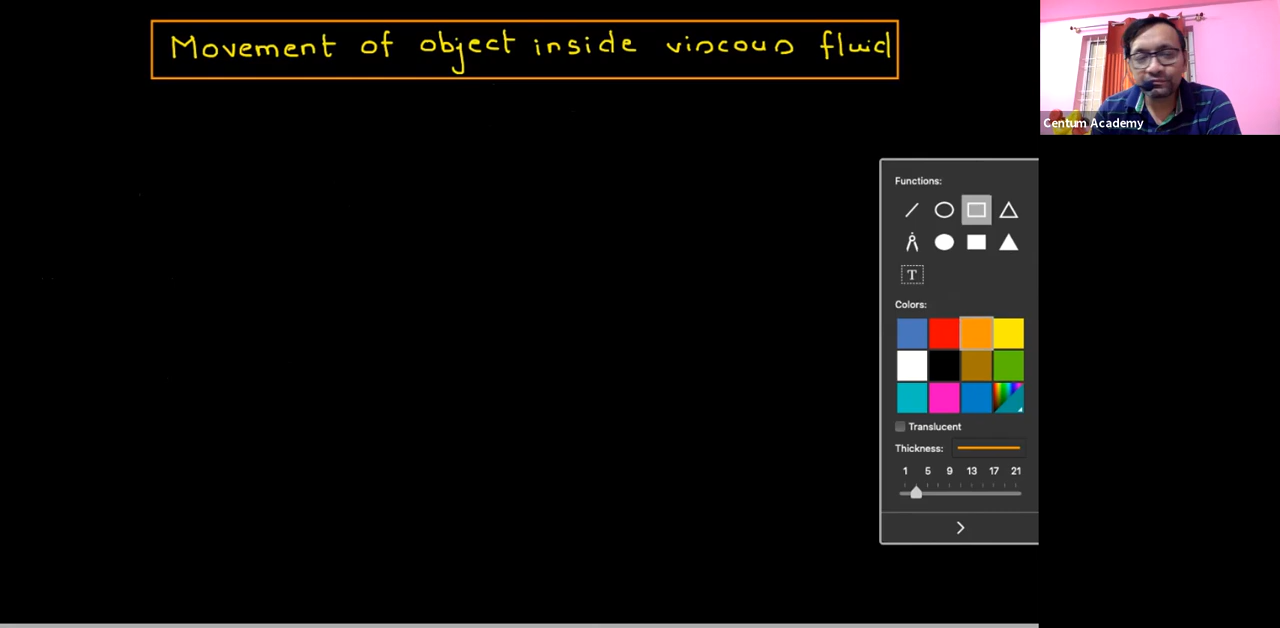 Movement of object inside viscous fluid
Centum Academy
Functions:
T
Colors:
Translucent
Thickness:
1 5 9 13 17 21